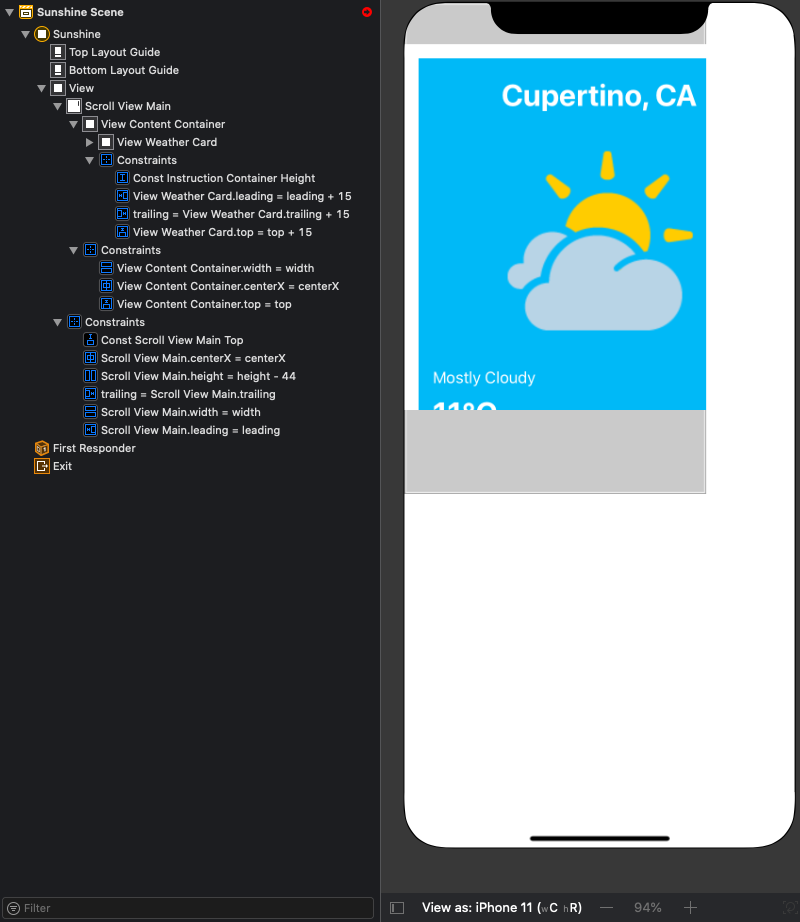 Sunshine Scene
Sunshine
Top Layout Guide
Bottom Layout Guide
View
Scroll View Main
View Content Container
View Weather Card
Constraints
Const Instruction Container Height
View Weather Card.leading = leading + 15
trailing = View Weather Card.trailing + 15
View Weather Card.top = top + 15
Constraints
View Content Container.width = width
View Content Container.centerX = centerX
View Content Container.top = top
Constraints
Const Scroll View Main Top
Scroll View Main.centerX = centerX
Scroll View Main.height = height - 44
trailing = Scroll View Main.trailing
Scroll View Main.width = width
Scroll View Main.leading = leading
First Responder
Exit
Filter
Cupertino, CA
Mostly Cloudy
View as: iPhone 11 (wC hR)
94%